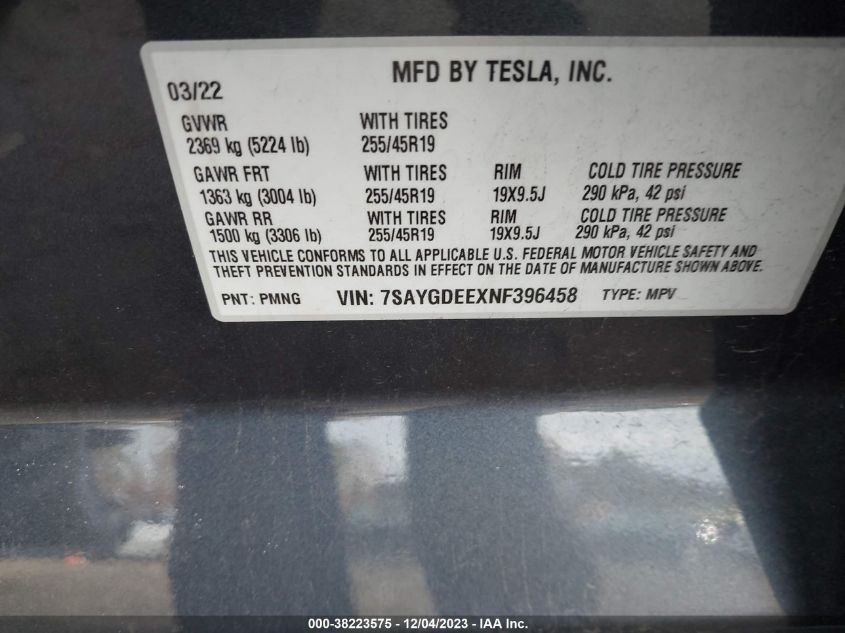 MFD BY TESLA, INC.
03/22
GVWR WITH TIRES
2369 kg (5224 lb) 255/45R19
GAWR FRT WITH TIRES RIM COLD TIRE PRESSURE
1363 kg (3004 lb) 255/45R19 19X9.5J 290 kPa, 42 psi
GAWR RR WITH TIRES RIM COLD TIRE PRESSURE
1500 kg (3306 lb) 255/45R19 19X9.5J 290 kPa, 42 psi
THIS VEHICLE CONFORMS TO ALL APPLICABLE U.S. FEDERAL MOTOR VEHICLE SAFETY AND
THEFT PREVENTION STANDARDS IN EFFECT ON THE DATE OF MANUFACTURE SHOWN ABOVE.
PNT: PMNG VIN: 7SAYGDEEXNF396458 TYPE: MPV
000-38223575 - 12/04/2023 - IAA Inc.